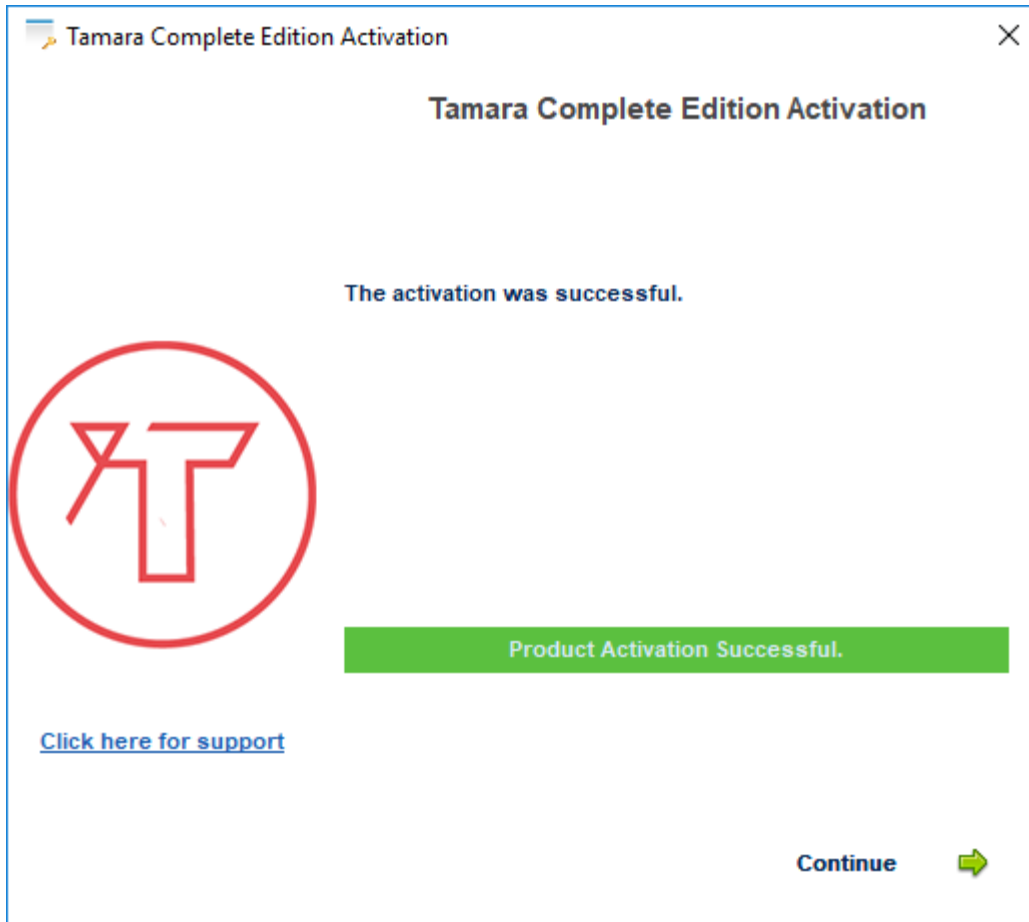 Tamara Complete Edition Activation
Tamara Complete Edition Activation
The activation was successful.
Product Activation Successful.
Click here for support
Continue